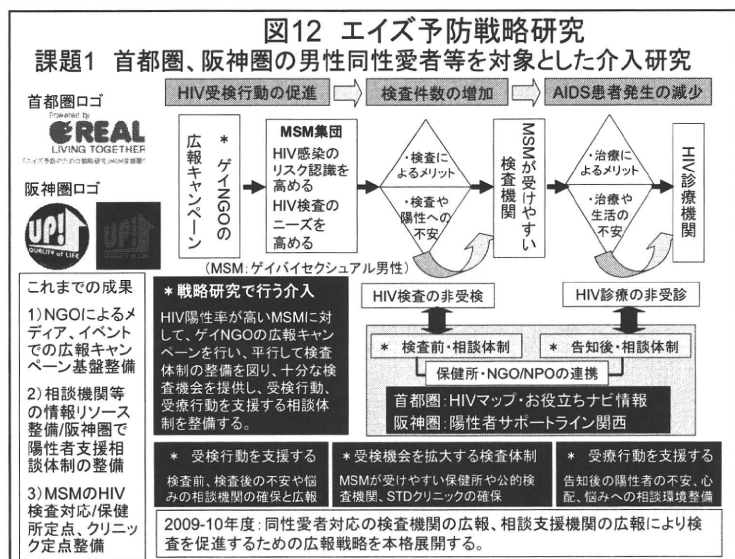 図12 エイズ予防戦略研究
課題1 首都圏、阪神圏の男性同性愛者等を対象とした介入研究
HIV受検行動の促進
検査件数の増加
AIDS患者発生の減少
首都圏ロゴ
Powered by
REAL
LIVING TOGETHER
「エイズ予防のための戦略研究」MSM首都圏
阪神圏ロゴ
UP!
QUALITY of LIFE
UP!
QUALITY of LIFE
* ゲイNGOの
広報キャンペーン
MSM集団
HIV感染の
リスク認識を
高める
HIV検査の
ニーズを
高める
・検査に
よるメリット
・検査や
陽性への
不安
MSMが受けやすい
検査機関
・治療に
よるメリット
・治療や
生活の
不安
HIV診療機関
(MSM:ゲイバイセクシュアル男性)
HIV検査の非受検
HIV診療の非受診
これまでの成果
1)NGOによるメ
ディア、イベント
での広報キャン
ペーン基盤整備
2)相談機関等
の情報リソース
整備/阪神圏で
陽性者支援相
談体制の整備
3)MSMのHIV
検査対応/保健
所定点、クリニッ
ク定点整備
*戦略研究で行う介入
HIV陽性率が高いMSMに対
して、ゲイNGOの広報キャンペ
ーンを行い、平行して検査
体制の整備を図り、十分な検
査機会を提供し、受検行動、
受療行動を支援する相談体
制を整備する。
* 検査前・相談体制
* 告知後・相談体制
保健所・NGO/NPOの連携
首都圏:HIVマップ・お役立ちナビ情報
阪神圏:陽性者サポートライン関西
* 受検行動を支援する
検査前、検査後の不安や悩
みの相談機関の確保と広報
*受検機会を拡大する検査体制
MSMが受けやすい保健所や公的検
査機関、STDクリニックの確保
* 受療行動を支援する
告知後の陽性者の不安、心
配、悩みへの相談環境整備
2009-10年度:同性愛者対応の検査機関の広報、相談支援機関の広報により検
査を促進するための広報戦略を本格展開する。